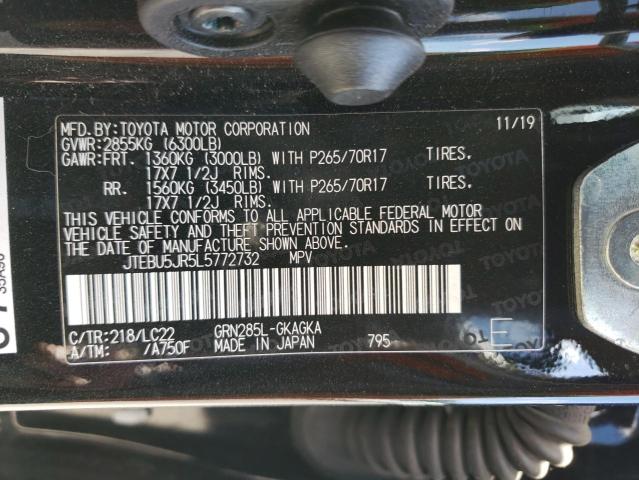 MFD.BY:TOYOTA MOTOR CORPORATION 11/19
GVWR:2855KG (6300LB)
GAWR:FRT. 1360KG (3000LB) WITH P265/70R17 TIRES.
17X7 1/2J RIMS.
RR. 1560KG (3450LB) WITH P265/70R17 TIRES.
17X7 1/2J RIMS.
THIS VEHICLE CONFORMS TO ALL APPLICABLE FEDERAL MOTOR
VEHICLE SAFETY AND THEFT PREVENTION STANDARDS IN EFFECT ON
THE DATE OF MANUFACTURE SHOWN ABOVE.
JTEBU5JR5L5772732 MPV
C/TR:218/LC22 GRN285L-GKAGKA
A/TM: /A750F MADE IN JAPAN 795
E